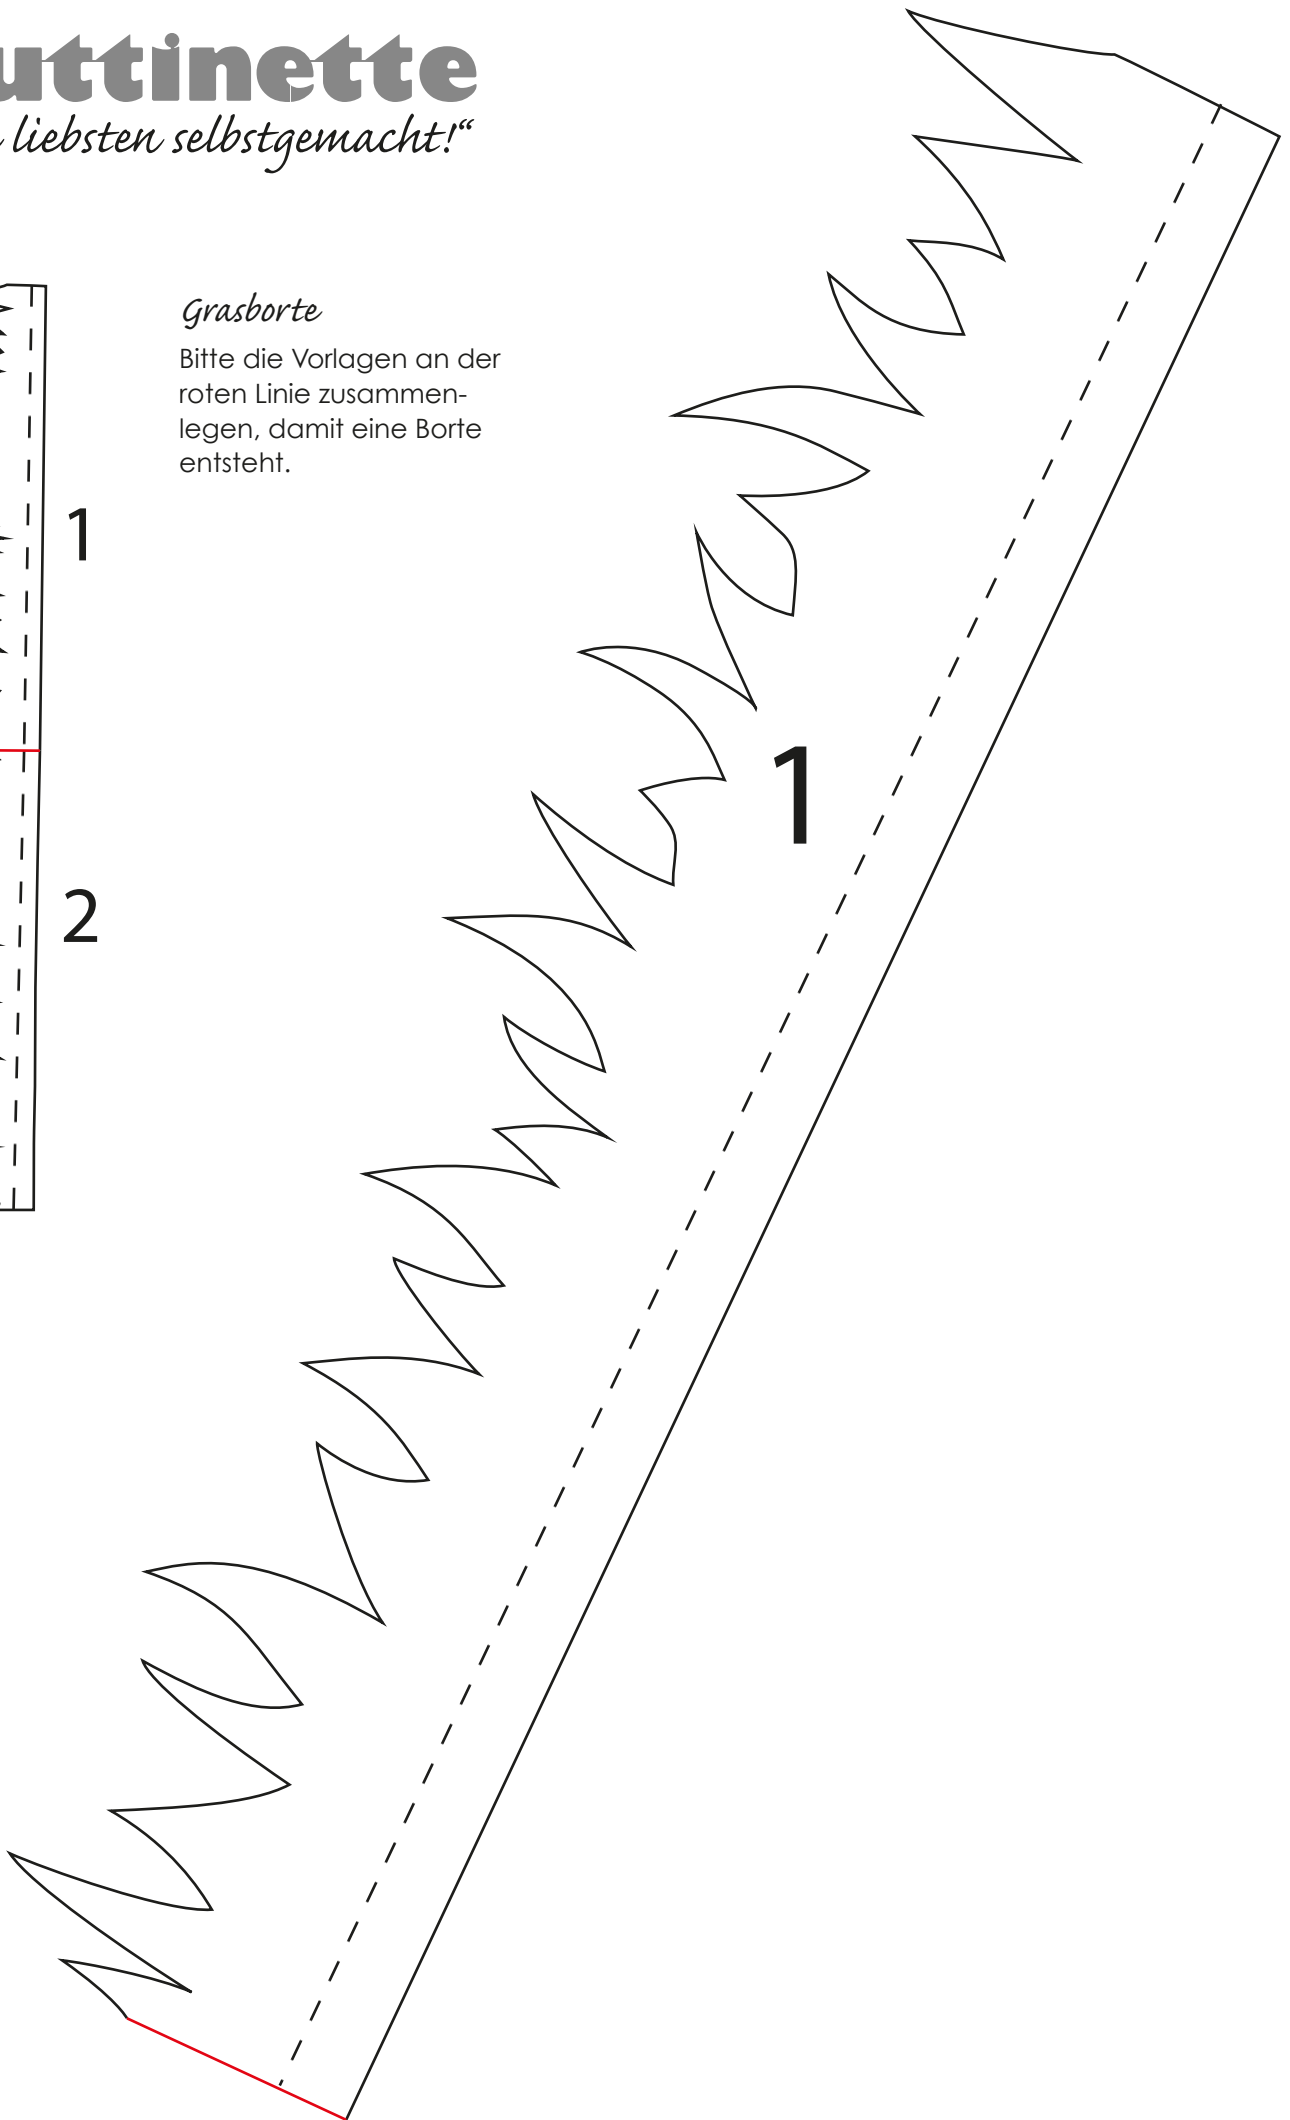 uttinette
liebsten selbstgemacht!“
Grasborte
Bitte die Vorlagen an der
roten Linie zusammen-
legen, damit eine Borte
entsteht.
1
1
2